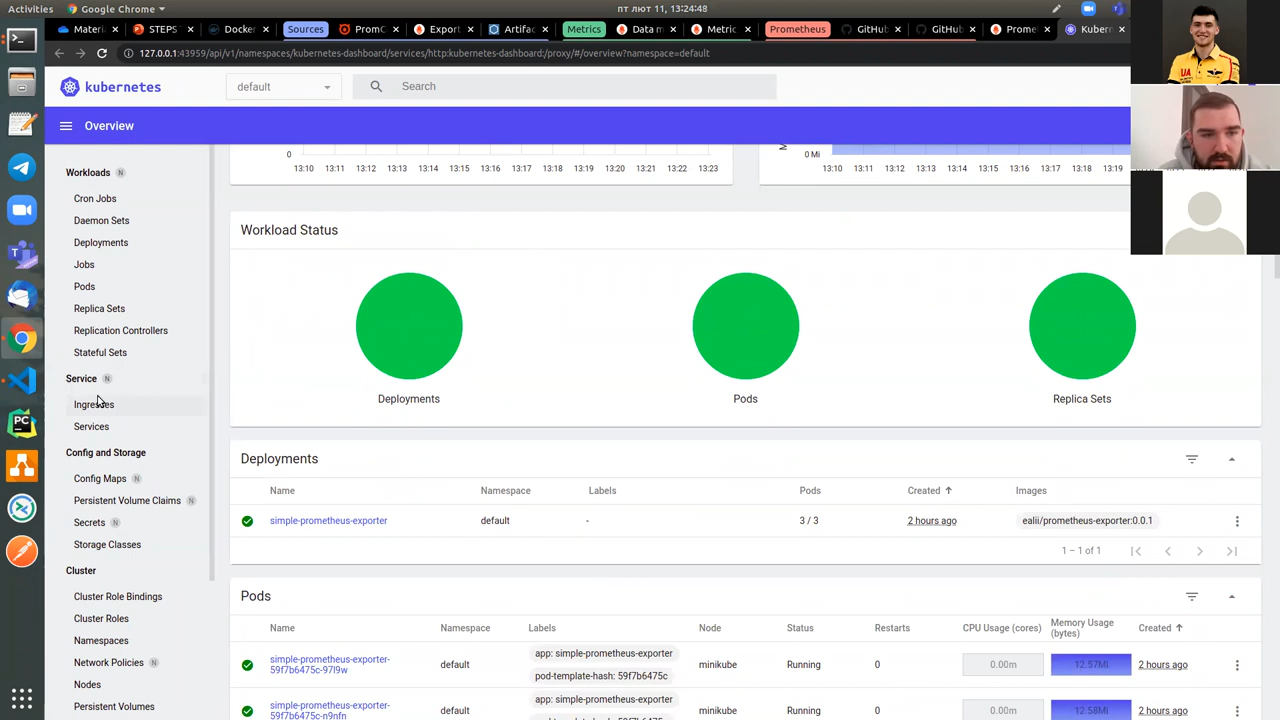 Activities Google Chrome пт лют 11, 13:24:48
Materi STEPS Docke Sources PromC Export Artifac Metrics Data m Metric Prometheus GitHub GitHub Prome Kubern
127.0.0.1:43959/api/v1/namespaces/kubernetes-dashboard/services/http:kubernetes-dashboard:/proxy/#/overview?namespace=default
kubernetes default Search
Overview
Workloads N
Cron Jobs
Daemon Sets
Deployments
Jobs
Pods
Replica Sets
Replication Controllers
Stateful Sets
Service N
Ingresses
Services
Config and Storage
Config Maps N
Persistent Volume Claims N
Secrets N
Storage Classes
Cluster
Cluster Role Bindings
Cluster Roles
Namespaces
Network Policies N
Nodes
Persistent Volumes
0
13:10 13:11 13:12 13:13 13:14 13:15 13:16 13:17 13:18 13:19 13:20 13:21 13:22 13:23
0 Mi
13:10 13:11 13:12 13:13 13:14 13:15 13:16 13:17 13:18 13:19
Workload Status
Deployments Pods Replica Sets
Deployments
Name Namespace Labels Pods Created Images
simple-prometheus-exporter default - 3 / 3 2 hours ago ealii/prometheus-exporter:0.0.1
1 – 1 of 1
Pods
Name Namespace Labels Node Status Restarts CPU Usage (cores) Memory Usage (bytes) Created
simple-prometheus-exporter-59f7b6475c-97l9w default app: simple-prometheus-exporter minikube Running 0 0.00m 12.57Mi 2 hours ago
pod-template-hash: 59f7b6475c
simple-prometheus-exporter-59f7b6475c-n9nfn default app: simple-prometheus-exporter minikube Running 0 0.00m 12.58Mi 2 hours ago